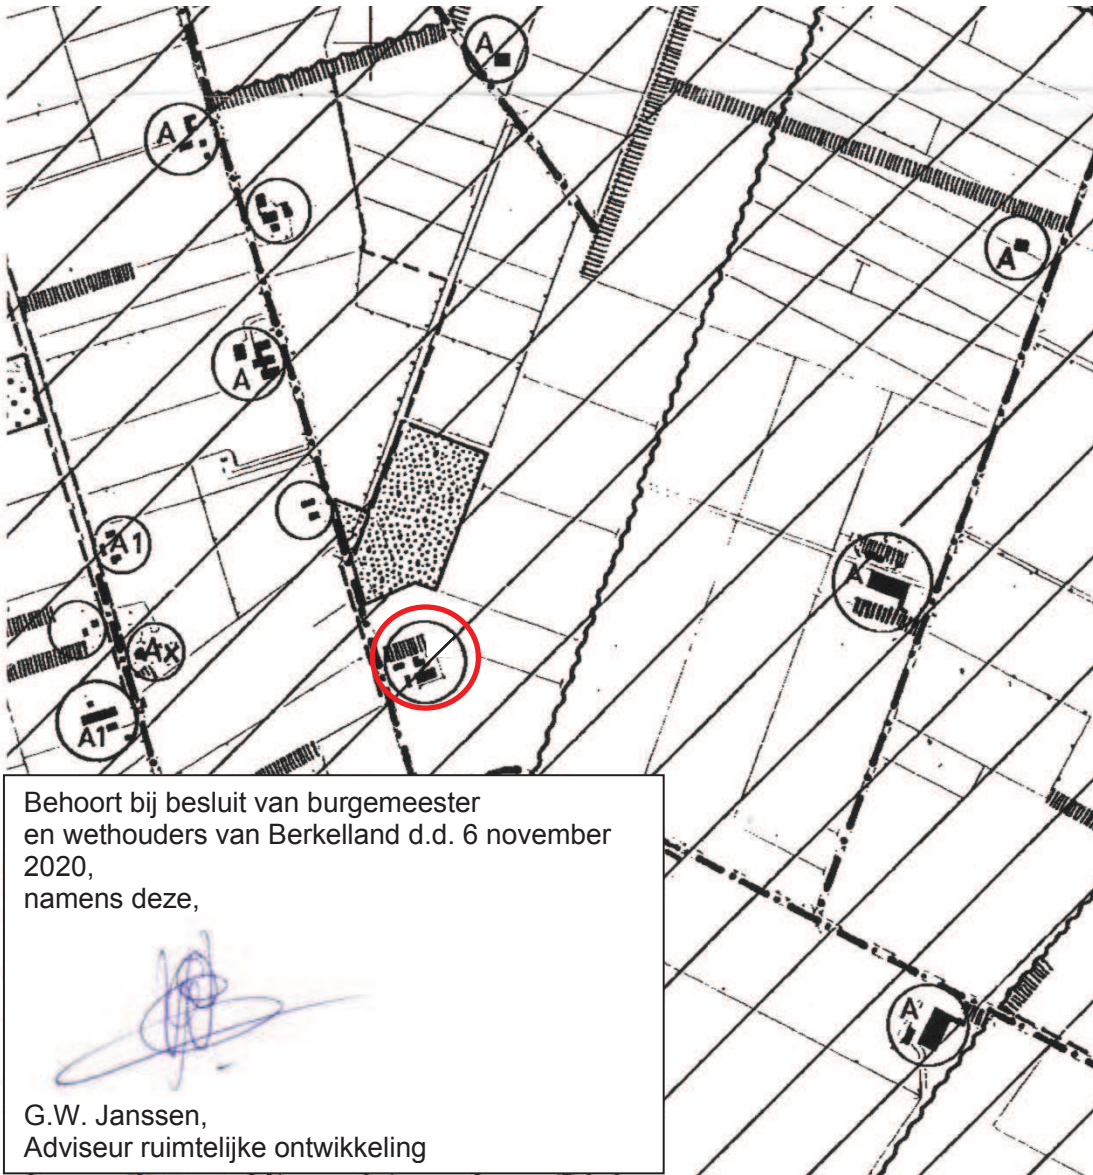 A
A
A
A
A
A1
Ax
A1
A
Behoort bij besluit van burgemeester
en wethouders van Berkelland d.d. 6 november
2020,
namens deze,
G.W. Janssen,
Adviseur ruimtelijke ontwikkeling